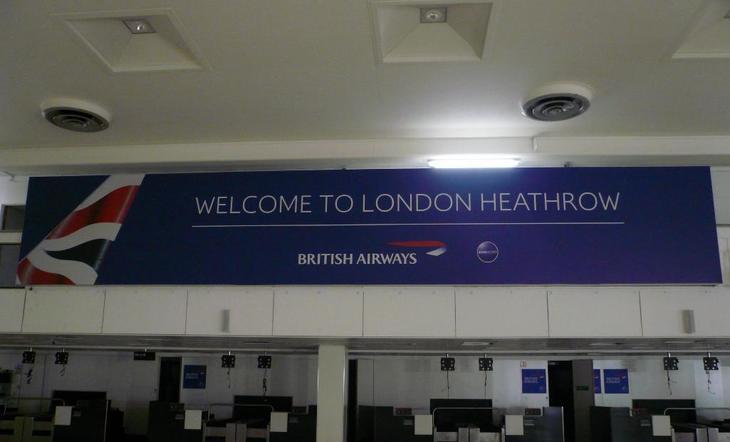 WELCOME TO LONDON HEATHROW
BRITISH AIRWAYS